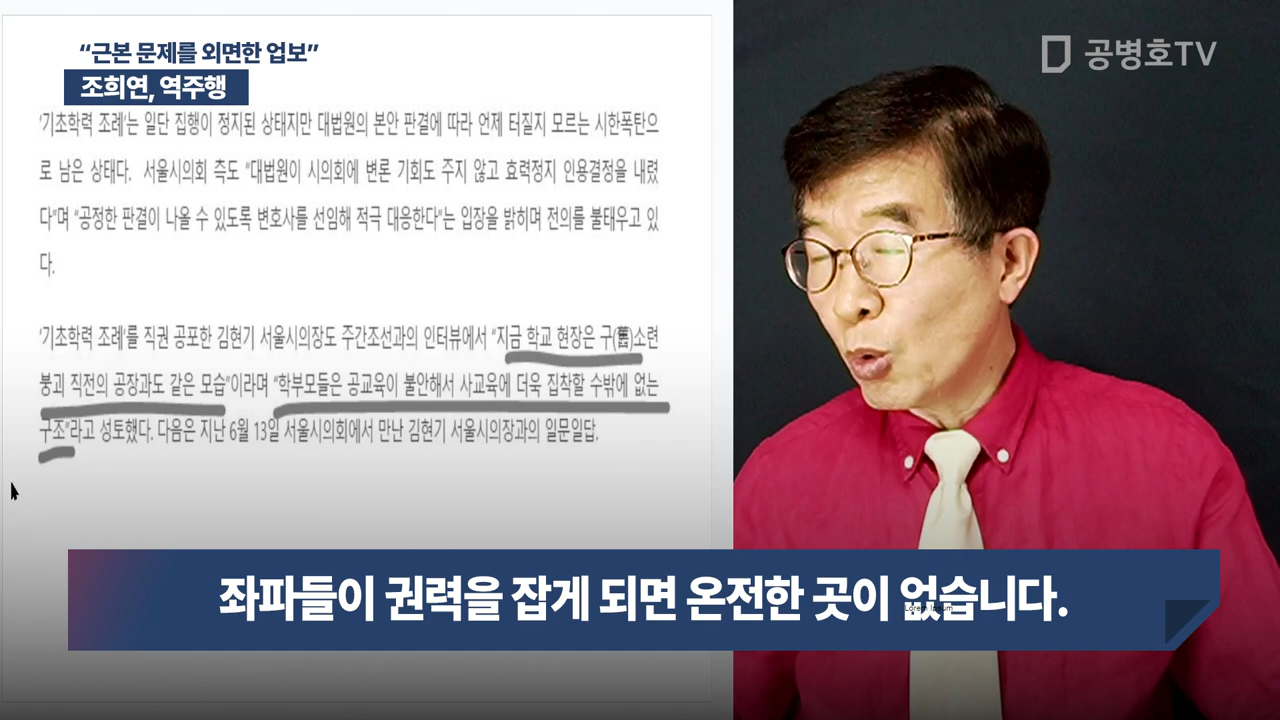 “근본 문제를 외면한 업보”
조희연, 역주행
공병호TV
'기초학력 조례'는 일단 집행이 정지된 상태지만 대법원의 본안 판결에 따라 언제 터질지 모르는 시한폭탄으
로 남은 상태다. 서울시의회 측도 "대법원이 시의회에 변론 기회도 주지 않고 효력정지 인용결정을 내렸
다"며 "공정한 판결이 나올 수 있도록 변호사를 선임해 적극 대응한다"는 입장을 밝히며 전의를 불태우고 있
다.
'기초학력 조례'를 직권 공포한 김현기 서울시의장도 주간조선과의 인터뷰에서 "지금 학교 현장은 구(舊)소련
붕괴 직전의 공장과도 같은 모습"이라며 "학부모들은 공교육이 불안해서 사교육에 더욱 집착할 수밖에 없는
구조"라고 성토했다. 다음은 지난 6월 13일 서울시의회에서 만난 김현기 서울시의장과의 일문일답.
좌파들이 권력을 잡게 되면 온전한 곳이 없습니다.
Lorem Ipsum